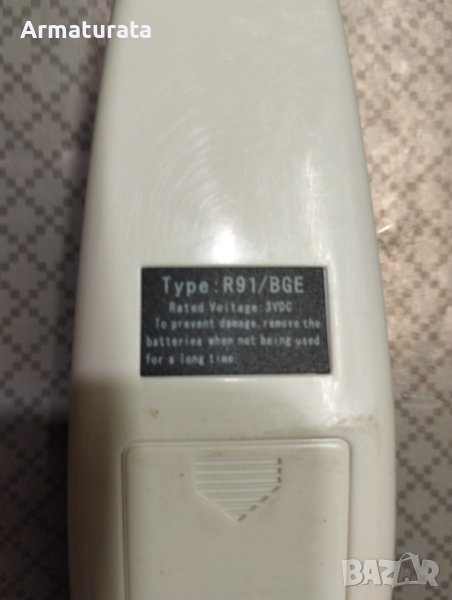 Armaturata
Type:R91/BGE
Rated Voltage:3VDC
To prevent damage, remove the
batteries when not being used
for a long time.
BAZAR